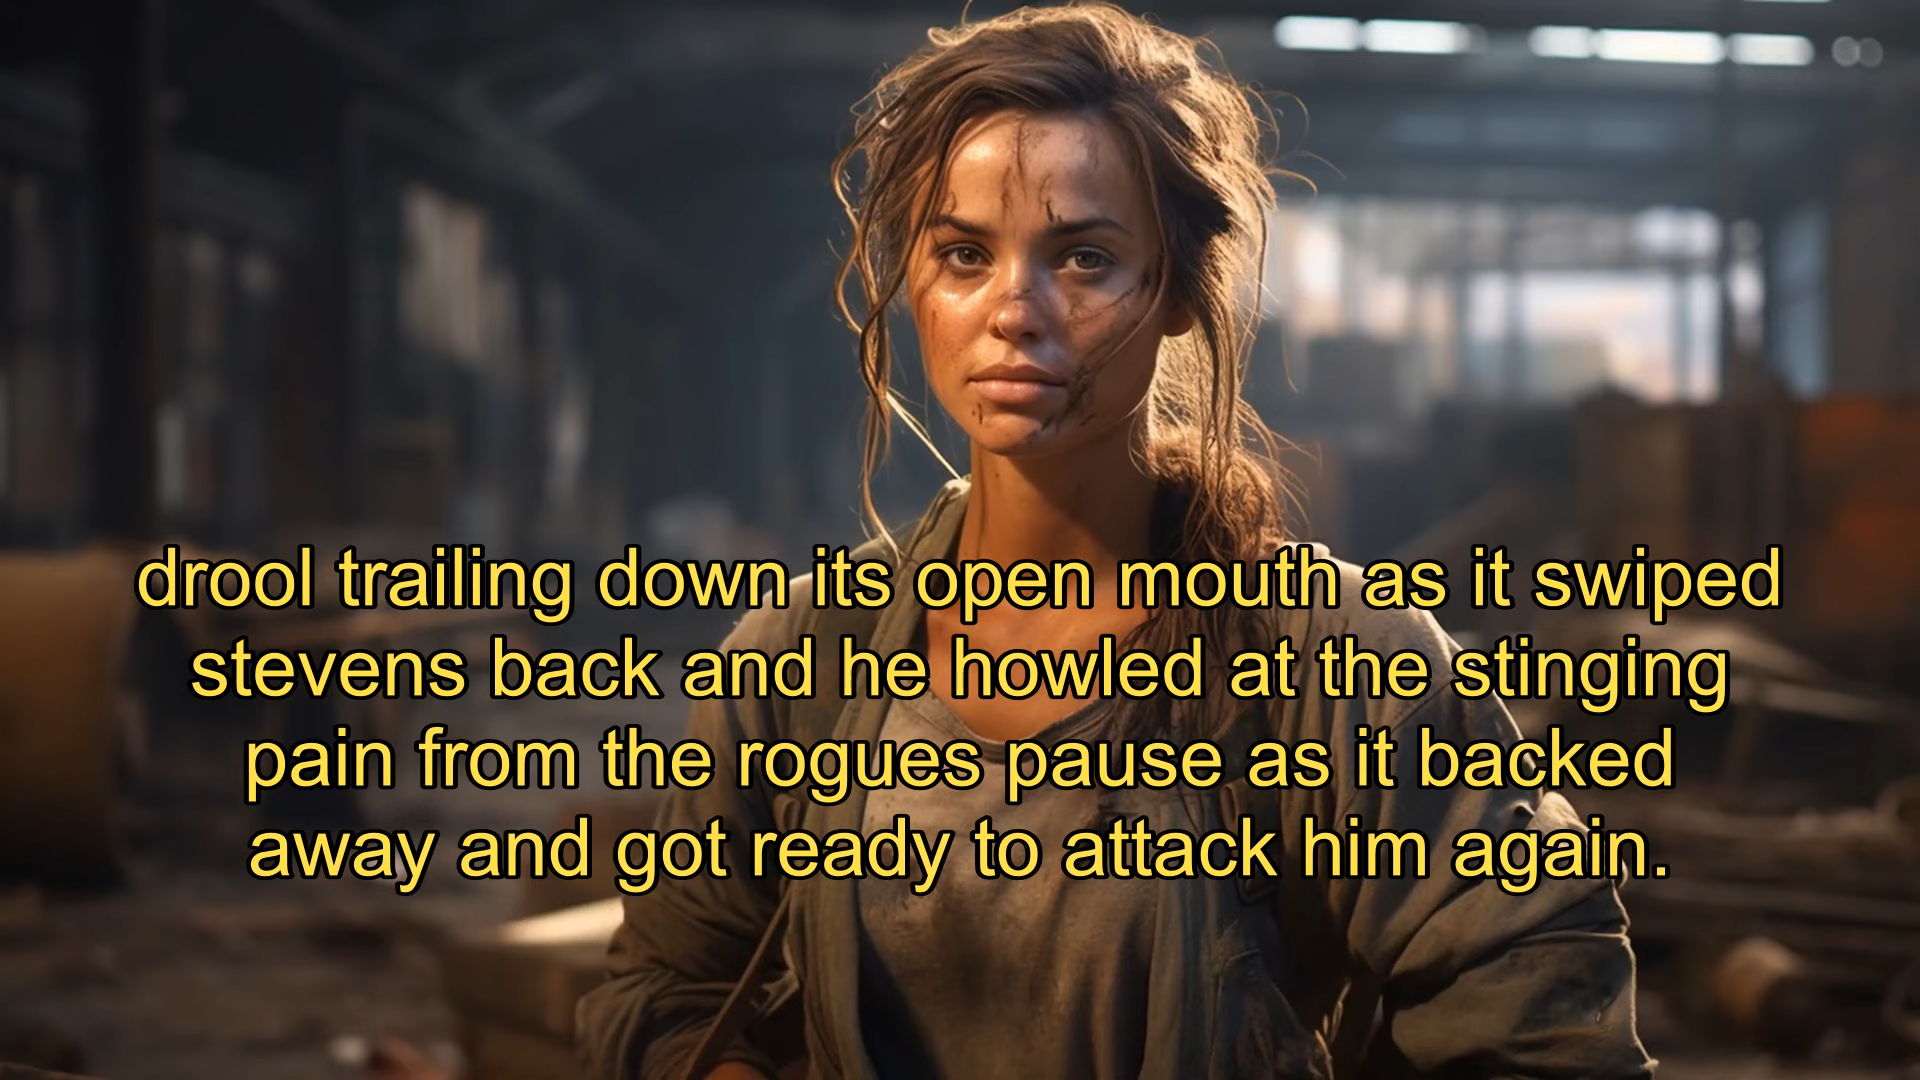 drool trailing down its open mouth as it swiped
stevens back and he howled at the stinging
pain from the rogues pause as it backed
away and got ready to attack him again.